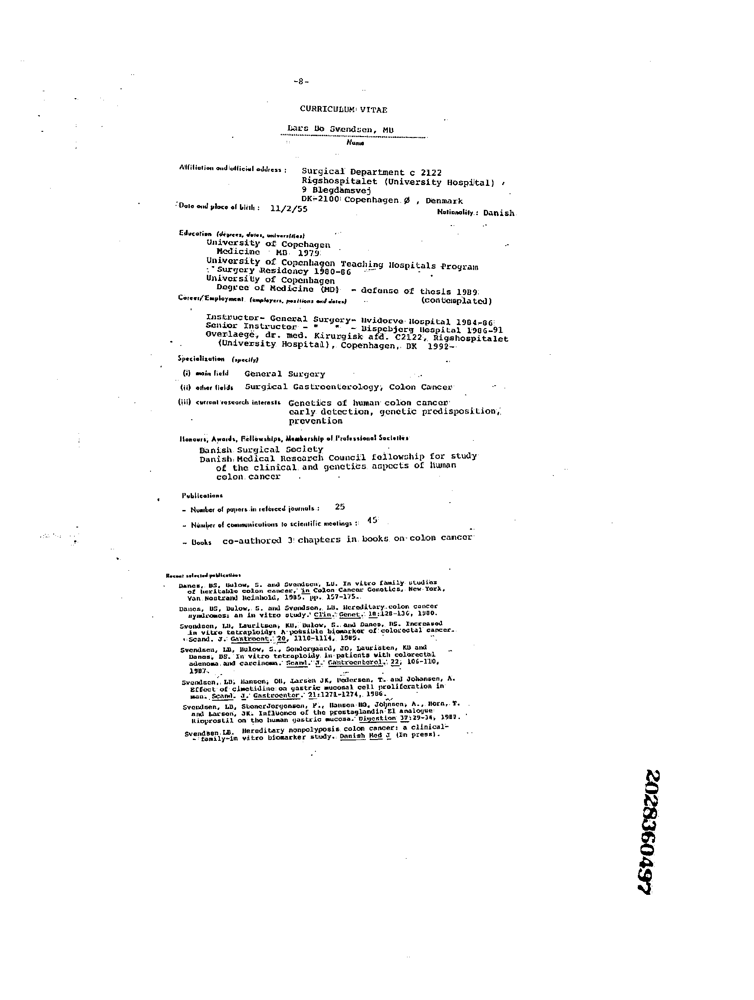 -8-
CURRICULUM VITAE
Lars Bo Svendsen, MD
Name
Affiliation and official address : Surgical Department c 2122
Rigshospitalet (University Hospital) ,
9 Blegdamsvej
DK-2100 Copenhagen Ø , Denmark
Date and place of birth : 11/2/55 Nationality : Danish
Education (degrees, dates, universities)
University of Copehagen
Medicine MD 1979
University of Copenhagen Teaching Hospitals Program
Surgery Residency 1980-86
University of Copenhagen
Degree of Medicine (MD) - defense of thesis 1989
Career/Employment (employers, positions and dates) (contemplated)
Instructor- General Surgery- Hvidovre Hospital 1984-86
Senior Instructor - " " - Bispebjerg Hospital 1986-91
Overlaege, dr. med. Kirurgisk afd. C2122, Rigshospitalet
(University Hospital), Copenhagen, DK 1992-
Specialization (specify)
(i) main field General Surgery
(ii) other fields Surgical Gastroenterology, Colon Cancer
(iii) current research interests Genetics of human colon cancer
early detection, genetic predisposition,
prevention
Honours, Awards, Fellowships, Membership of Professional Societies
Danish Surgical Society
Danish Medical Research Council fellowship for study
of the clinical and genetics aspects of human
colon cancer
Publications
- Number of papers in refereed journals : 25
- Number of communications to scientific meetings : 45
- Books co-authored 3 chapters in books on colon cancer
Recent selected publications
Danes, BS, Bulow, S. and Svendsen, LB. In vitro family studies
of heritable colon cancer, in Colon Cancer Genetics, New York,
Van Nostrand Reinhold, 1985. pp. 157-175.
Danes, BS, Bulow, S. and Svendsen, LB. Hereditary colon cancer
syndromes: an in vitro study. Clin. Genet. 18:128-136, 1980.
Svendsen, LB, Lauritsen, KB, Bulow, S. and Danes, BS. Increased
in vitro tetraploidy: A possible biomarker of colorectal cancer.
Scand. J. Gastroent. 20, 1110-1114, 1985.
Svendsen, LB, Bulow, S., Sondergaard, JO, Lauristen, KB and
Danes, BS. In vitro tetraploidy in patients with colorectal
adenoma and carcinoma. Scand. J. Gastroenterol. 22, 106-110,
1987.
Svendsen, LB, Hansen, OH, Larsen JK, Pedersen, T. and Johansen, A.
Effect of cimetidine on gastric mucosal cell proliferation in
man. Scand. J. Gastroenter. 21:1271-1274, 1986.
Svendsen, LB, StonerJorgenson, P., Hansen HO, Johnsen, A., Horn, T.
and Larson, JK. Influence of the prostaglandin E1 analogue
Rioprostil on the human gastric mucosa. Digestion 37:29-34, 1987.
Svendsen LB. Hereditary nonpolyposis colon cancer: a clinical-
- family-in vitro biomarker study. Danish Med J (In press).
2028360497